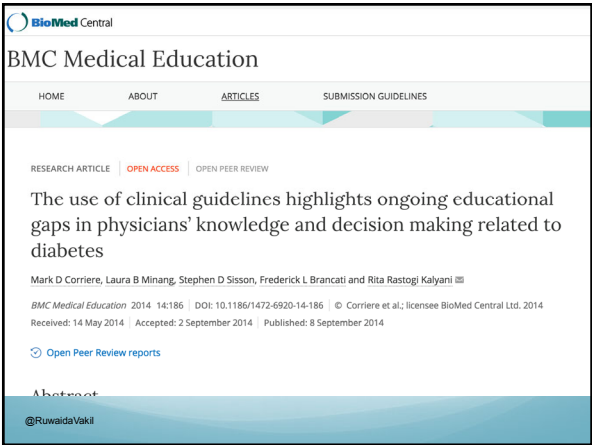 BioMed Central
BMC Medical Education
HOME ABOUT ARTICLES SUBMISSION GUIDELINES
RESEARCH ARTICLE OPEN ACCESS OPEN PEER REVIEW
The use of clinical guidelines highlights ongoing educational
gaps in physicians’ knowledge and decision making related to
diabetes
Mark D Corriere, Laura B Minang, Stephen D Sisson, Frederick L Brancati and Rita Rastogi Kalyani
BMC Medical Education 2014 14:186 DOI: 10.1186/1472-6920-14-186 © Corriere et al.; licensee BioMed Central Ltd. 2014
Received: 14 May 2014 Accepted: 2 September 2014 Published: 8 September 2014
Open Peer Review reports
Abstract
@RuwaidaVakil